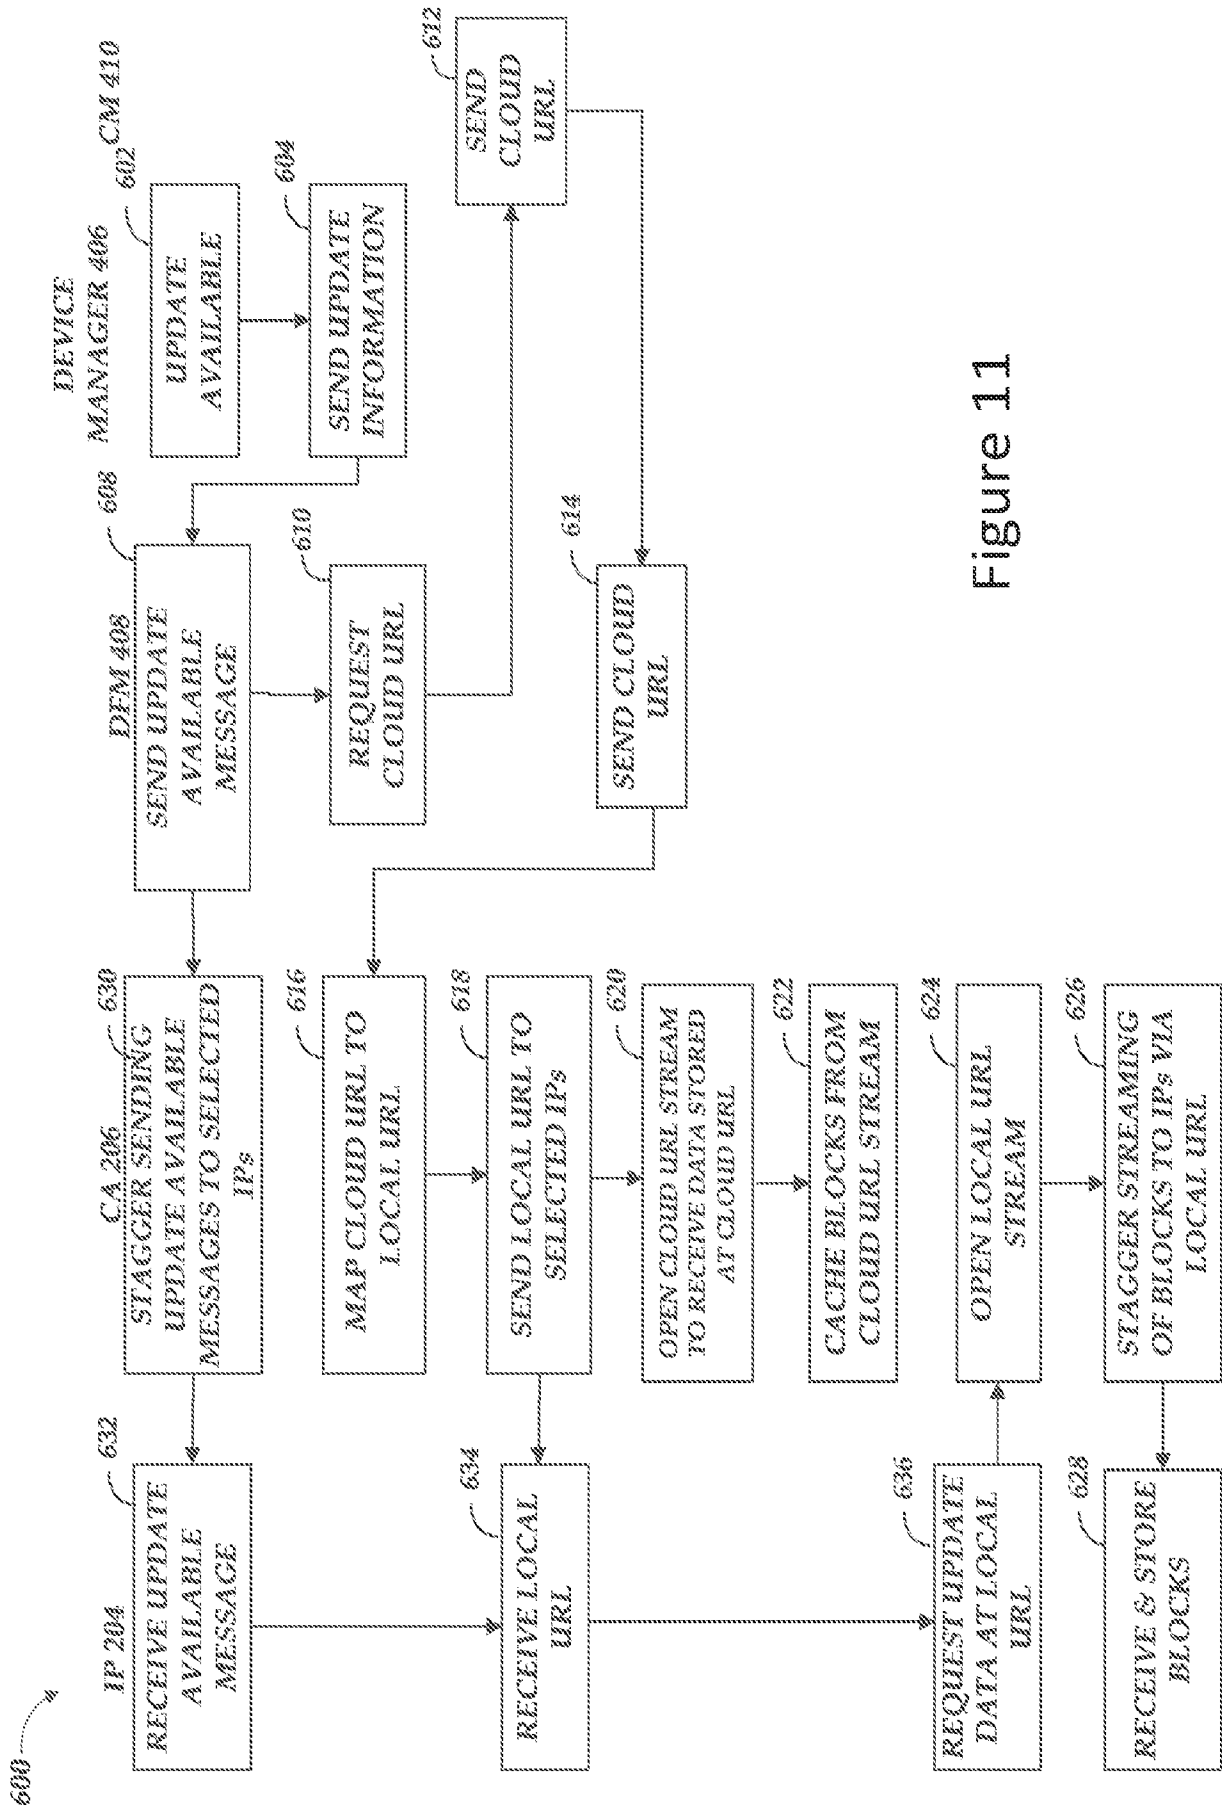 600
IP 204
CA 206
DFM 408
DEVICE
MANAGER 406
CM 410
632
RECEIVE UPDATE
AVAILABLE
MESSAGE
630
STAGGER SENDING
UPDATE AVAILABLE
MESSAGES TO SELECTED
IPs
608
SEND UPDATE
AVAILABLE
MESSAGE
602
UPDATE
AVAILABLE
604
SEND UPDATE
INFORMATION
610
REQUEST
CLOUD URL
612
SEND
CLOUD
URL
614
SEND CLOUD
URL
616
MAP CLOUD URL TO
LOCAL URL
618
SEND LOCAL URL TO
SELECTED IPs
634
RECEIVE LOCAL
URL
620
OPEN CLOUD URL STREAM
TO RECEIVE DATA STORED
AT CLOUD URL
622
CACHE BLOCKS FROM
CLOUD URL STREAM
636
REQUEST UPDATE
DATA AT LOCAL
URL
624
OPEN LOCAL URL
STREAM
626
STAGGER STREAMING
OF BLOCKS TO IPs VIA
LOCAL URL
628
RECEIVE & STORE
BLOCKS
Figure 11